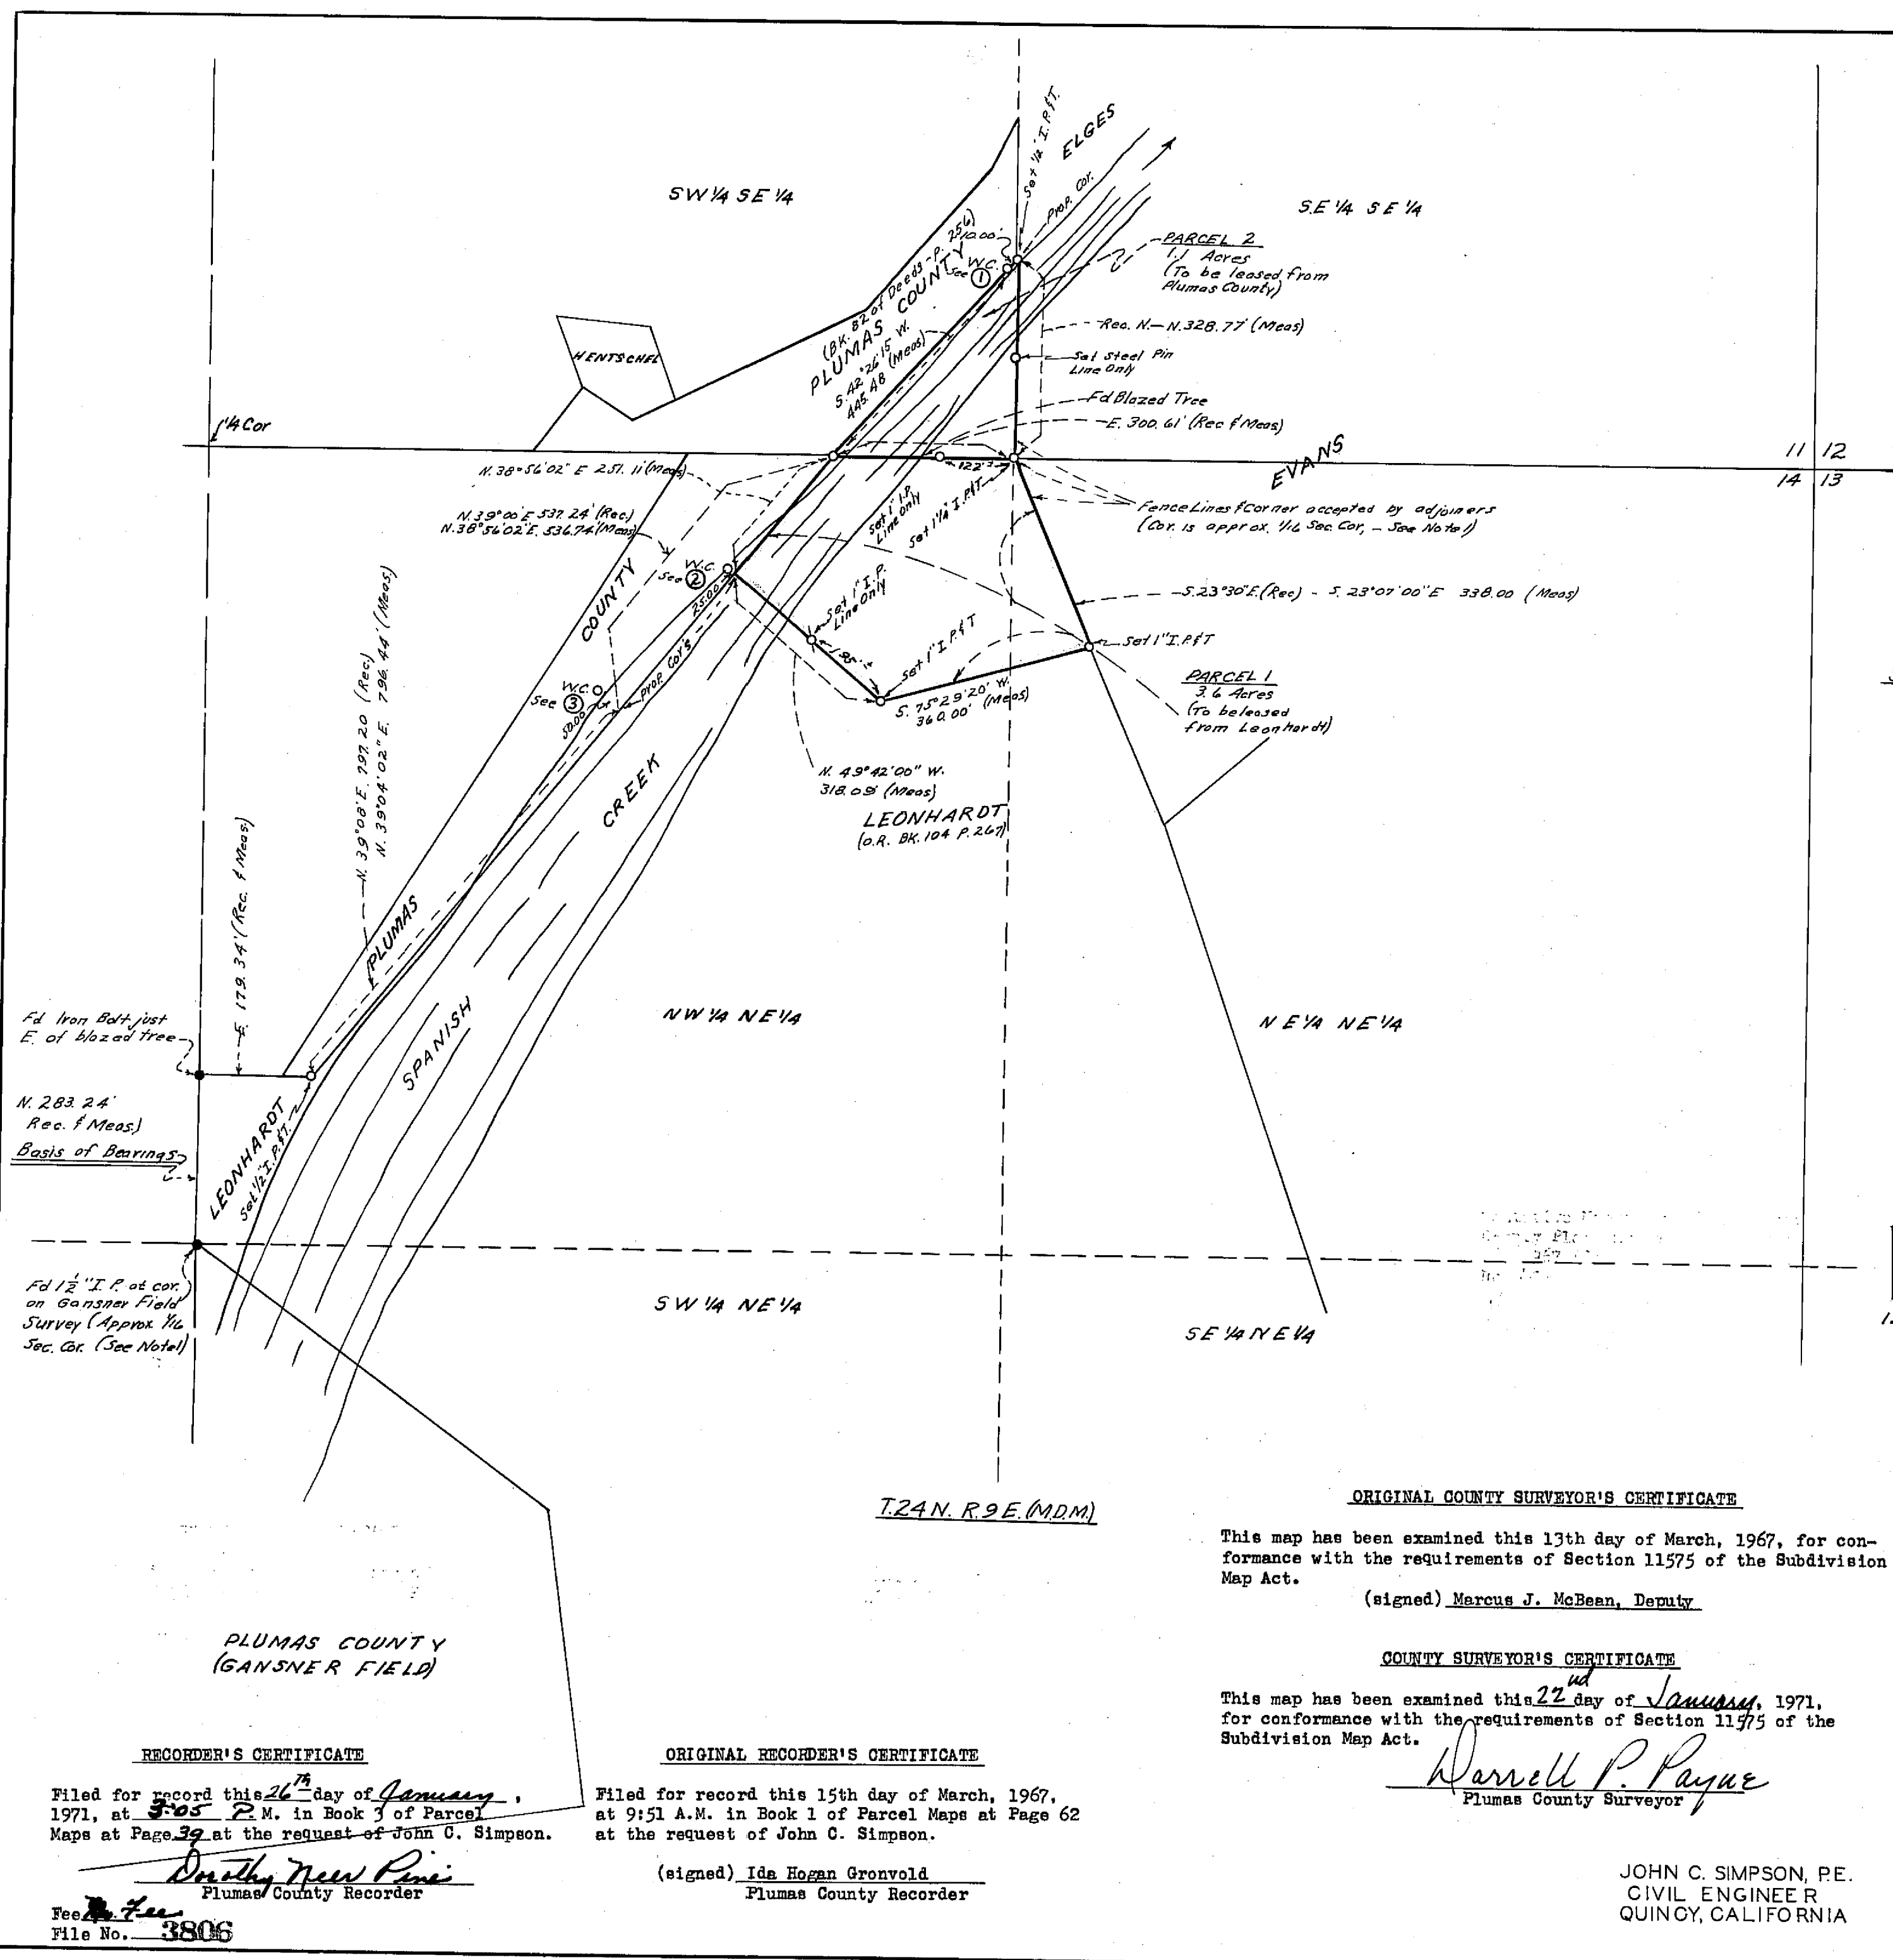 SW 1/4 SE 1/4
Set 1/2" I.P.&T.
ELGES
Prop. Cor.
S.E 1/4 S E 1/4
PARCEL 2
1.1 Acres
(To be leased from
Plumas County)
(BK. 82 of Deeds - P. 256)
PLUMAS COUNTY
10.00'
W.C.
See ①
S. 42°26'15" W.
445.48 (Meas)
Rec. N — N. 328.77 (Meas)
Set Steel Pin
Line Only
HENTSCHEL
Fd Blazed Tree
E. 300.61' (Rec & Meas)
1/4 Cor
EVANS
11 | 12
14 | 13
N. 38°56'02" E 251.11 (Meas)
122'±
N. 39°00' E 537.24' (Rec.)
N. 38°56'02" E. 536.74' (Meas)
Set 1" I.P.
Line Only
Set 1 1/4" I.P.&T
Fence Lines & Corner accepted by adjoiners
(Cor. is approx. 1/16 Sec. Cor, - See Note 1)
W.C.
See ②
25.00
COUNTY
Set 1" I.P.
Line Only
S. 23°30' E. (Rec) - S. 23°07'00" E 338.00 (Meas)
Set 1" I.P.&T
Set 1" I.P.&T
W.C.
See ③
50.00
Prop. Cor's
S. 75°29'20" W.
360.00' (Meas)
PARCEL 1
3.6 Acres
(To be leased
from Leonhardt)
N. 39°08' E. 797.20 (Rec.)
N. 39°04'02" E. 796.44' (Meas.)
N. 49°42'00" W.
318.09' (Meas)
CREEK
LEONHARDT
(O.R. BK. 104 P. 267)
E. 179.34' (Rec. & Meas.)
PLUMAS
SPANISH
NW 1/4 NE 1/4
N E 1/4 NE 1/4
Fd Iron Bolt just
E. of blazed tree
N. 283.24'
Rec. & Meas.)
Basis of Bearings
LEONHARDT
Set 1/2" I.P.&T.
Fd 1 1/2" I.P. at cor.
on Gansner Field
Survey (Approx 1/16
Sec. Cor. (See Note 1)
SW 1/4 NE 1/4
SE 1/4 N E 1/4
T.24 N. R. 9 E. (M.D.M.)
PLUMAS COUNTY
(GANSNER FIELD)
ORIGINAL COUNTY SURVEYOR'S CERTIFICATE
This map has been examined this 13th day of March, 1967, for con-
formance with the requirements of Section 11575 of the Subdivision
Map Act.
(signed) Marcus J. McBean, Deputy
COUNTY SURVEYOR'S CERTIFICATE
This map has been examined this 22nd day of January, 1971,
for conformance with the requirements of Section 11575 of the
Subdivision Map Act.
Darrell P. Payne
Plumas County Surveyor
RECORDER'S CERTIFICATE
Filed for record this 26th day of January,
1971, at 3:05 P.M. in Book 3 of Parcel
Maps at Page 39 at the request of John C. Simpson.
Dorothy Neer Pini
Plumas County Recorder
Fee No Fee
File No. 3806
ORIGINAL RECORDER'S CERTIFICATE
Filed for record this 15th day of March, 1967,
at 9:51 A.M. in Book 1 of Parcel Maps at Page 62
at the request of John C. Simpson.
(signed) Ida Hogan Gronvold
Plumas County Recorder
JOHN C. SIMPSON, P.E.
CIVIL ENGINEER
QUINCY, CALIFORNIA